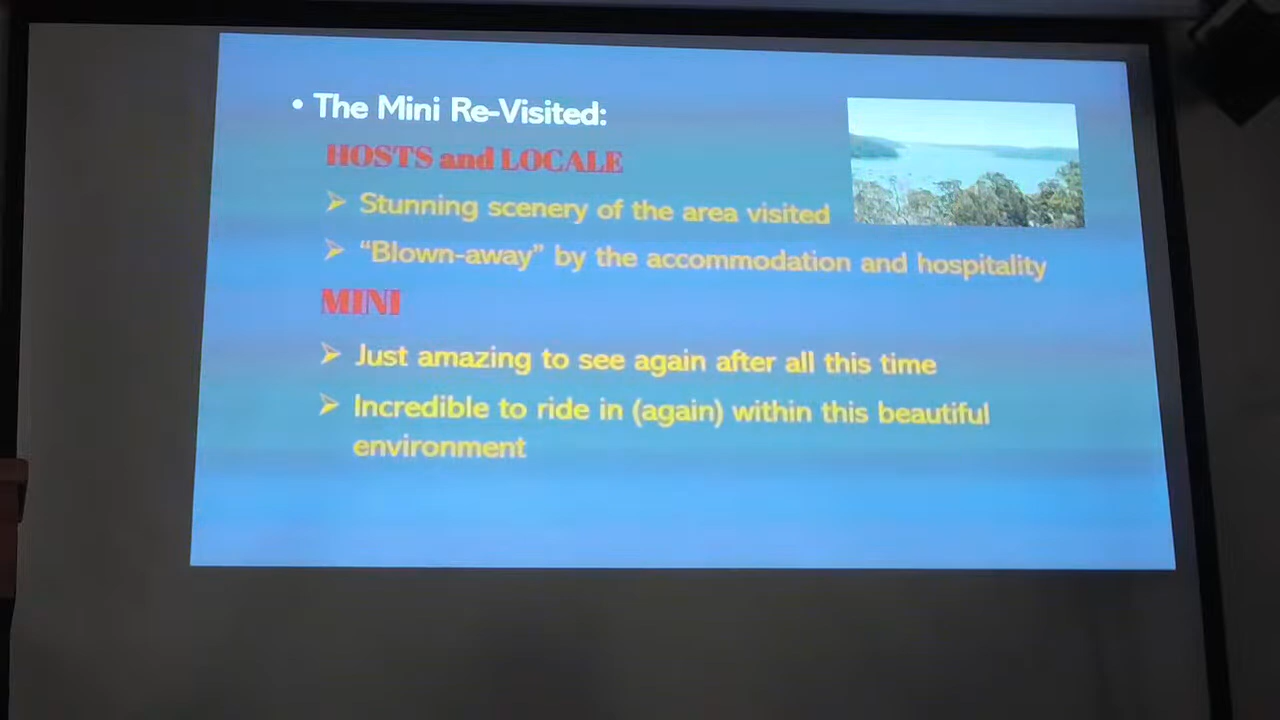 • The Mini Re-Visited:
HOSTS and LOCALE
➢ Stunning scenery of the area visited
➢ “Blown-away” by the accommodation and hospitality
MINI
➢ Just amazing to see again after all this time
➢ Incredible to ride in (again) within this beautiful
environment